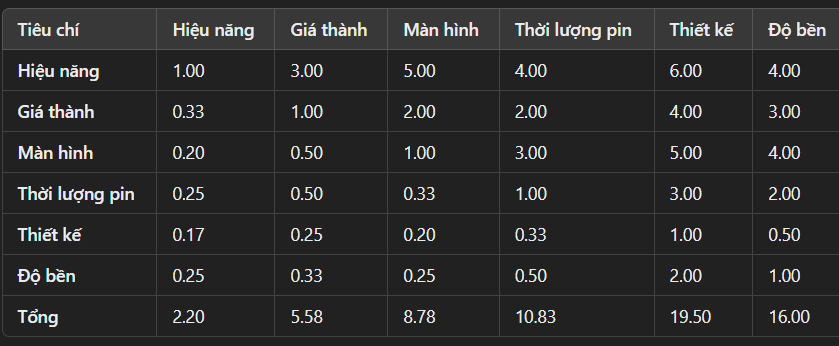 Tiêu chí Hiệu năng Giá thành Màn hình Thời lượng pin Thiết kế Độ bền
Hiệu năng 1.00 3.00 5.00 4.00 6.00 4.00
Giá thành 0.33 1.00 2.00 2.00 4.00 3.00
Màn hình 0.20 0.50 1.00 3.00 5.00 4.00
Thời lượng pin 0.25 0.50 0.33 1.00 3.00 2.00
Thiết kế 0.17 0.25 0.20 0.33 1.00 0.50
Độ bền 0.25 0.33 0.25 0.50 2.00 1.00
Tổng 2.20 5.58 8.78 10.83 19.50 16.00